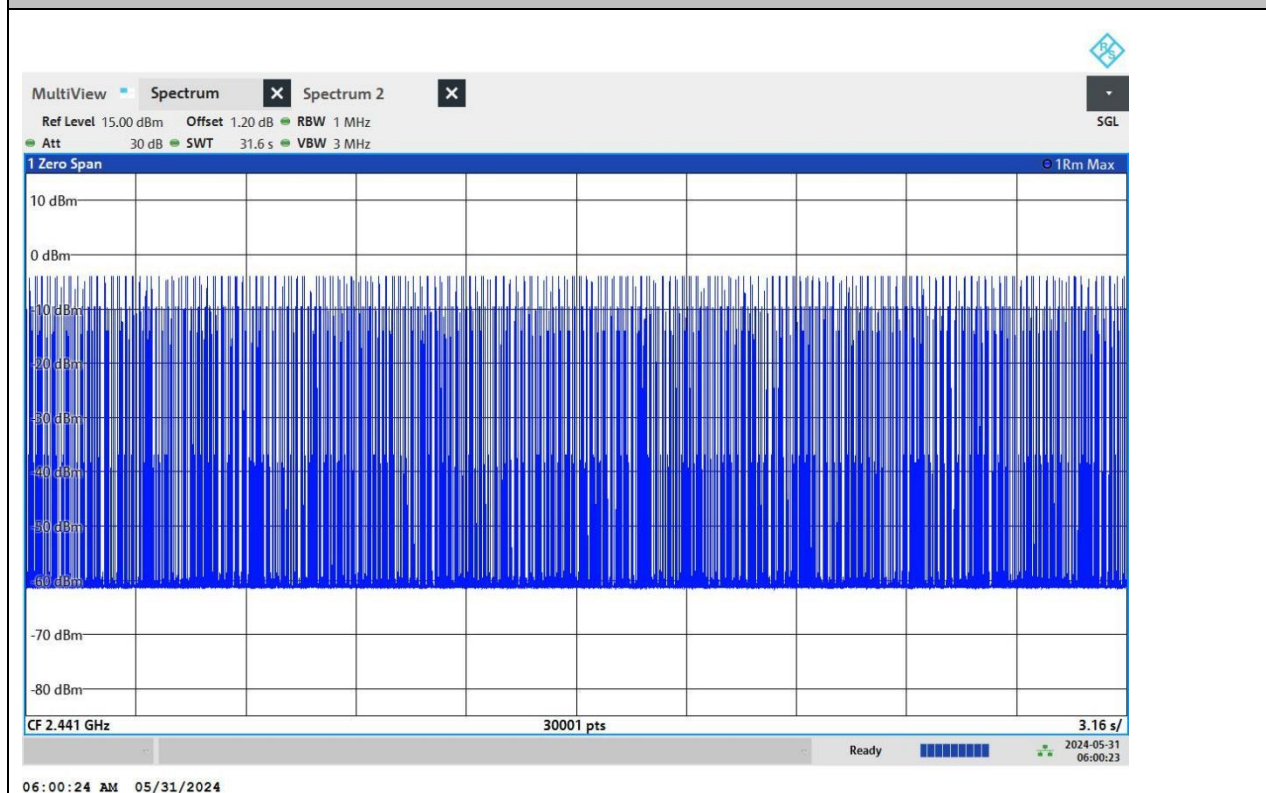 R S
MultiView Spectrum X Spectrum 2 X
Ref Level 15.00 dBm Offset 1.20 dB RBW 1 MHz SGL
Att 30 dB SWT 31.6 s VBW 3 MHz
1 Zero Span 1Rm Max
10 dBm
0 dBm
-10 dBm
-20 dBm
-30 dBm
-40 dBm
-50 dBm
-60 dBm
-70 dBm
-80 dBm
CF 2.441 GHz 30001 pts 3.16 s/
Ready 2024-05-31
06:00:23
06:00:24 AM 05/31/2024